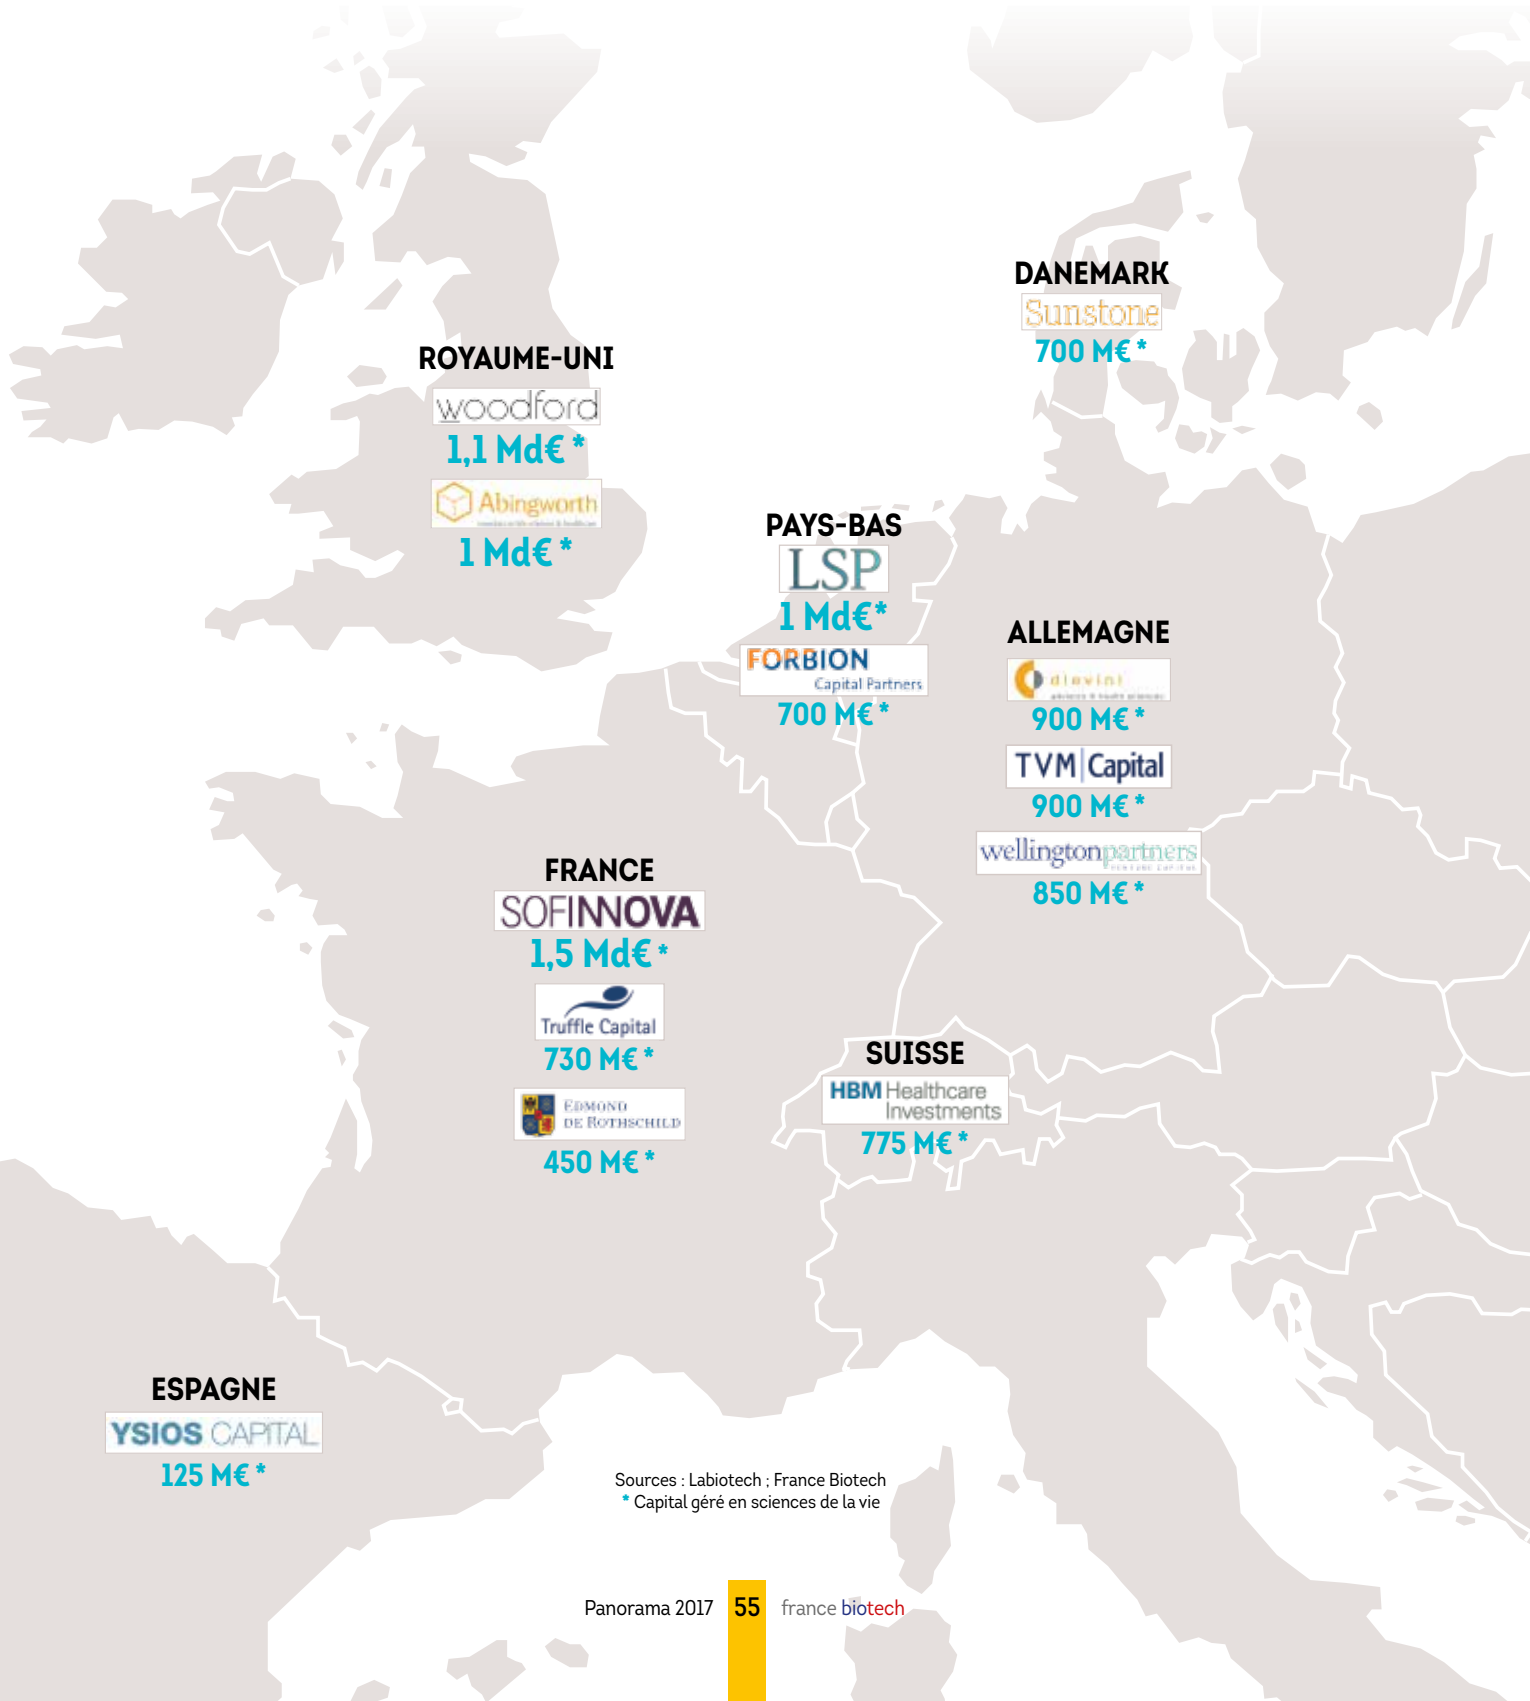 DANEMARK
Sunstone
700 M€ *
ROYAUME-UNI
woodford
1,1 Md€ *
Abingworth
1 Md€ *
PAYS-BAS
LSP
1 Md€*
FORBION
Capital Partners
700 M€ *
ALLEMAGNE
dievini
900 M€ *
TVM Capital
900 M€ *
wellingtonpartners
VENTURE CAPITAL
850 M€ *
FRANCE
SOFINNOVA
1,5 Md€ *
Truffle Capital
730 M€ *
EDMOND
DE ROTHSCHILD
450 M€ *
SUISSE
HBM Healthcare
Investments
775 M€ *
ESPAGNE
YSIOS CAPITAL
125 M€ *
Sources : Labiotech ; France Biotech
* Capital géré en sciences de la vie
Panorama 2017 55 france biotech